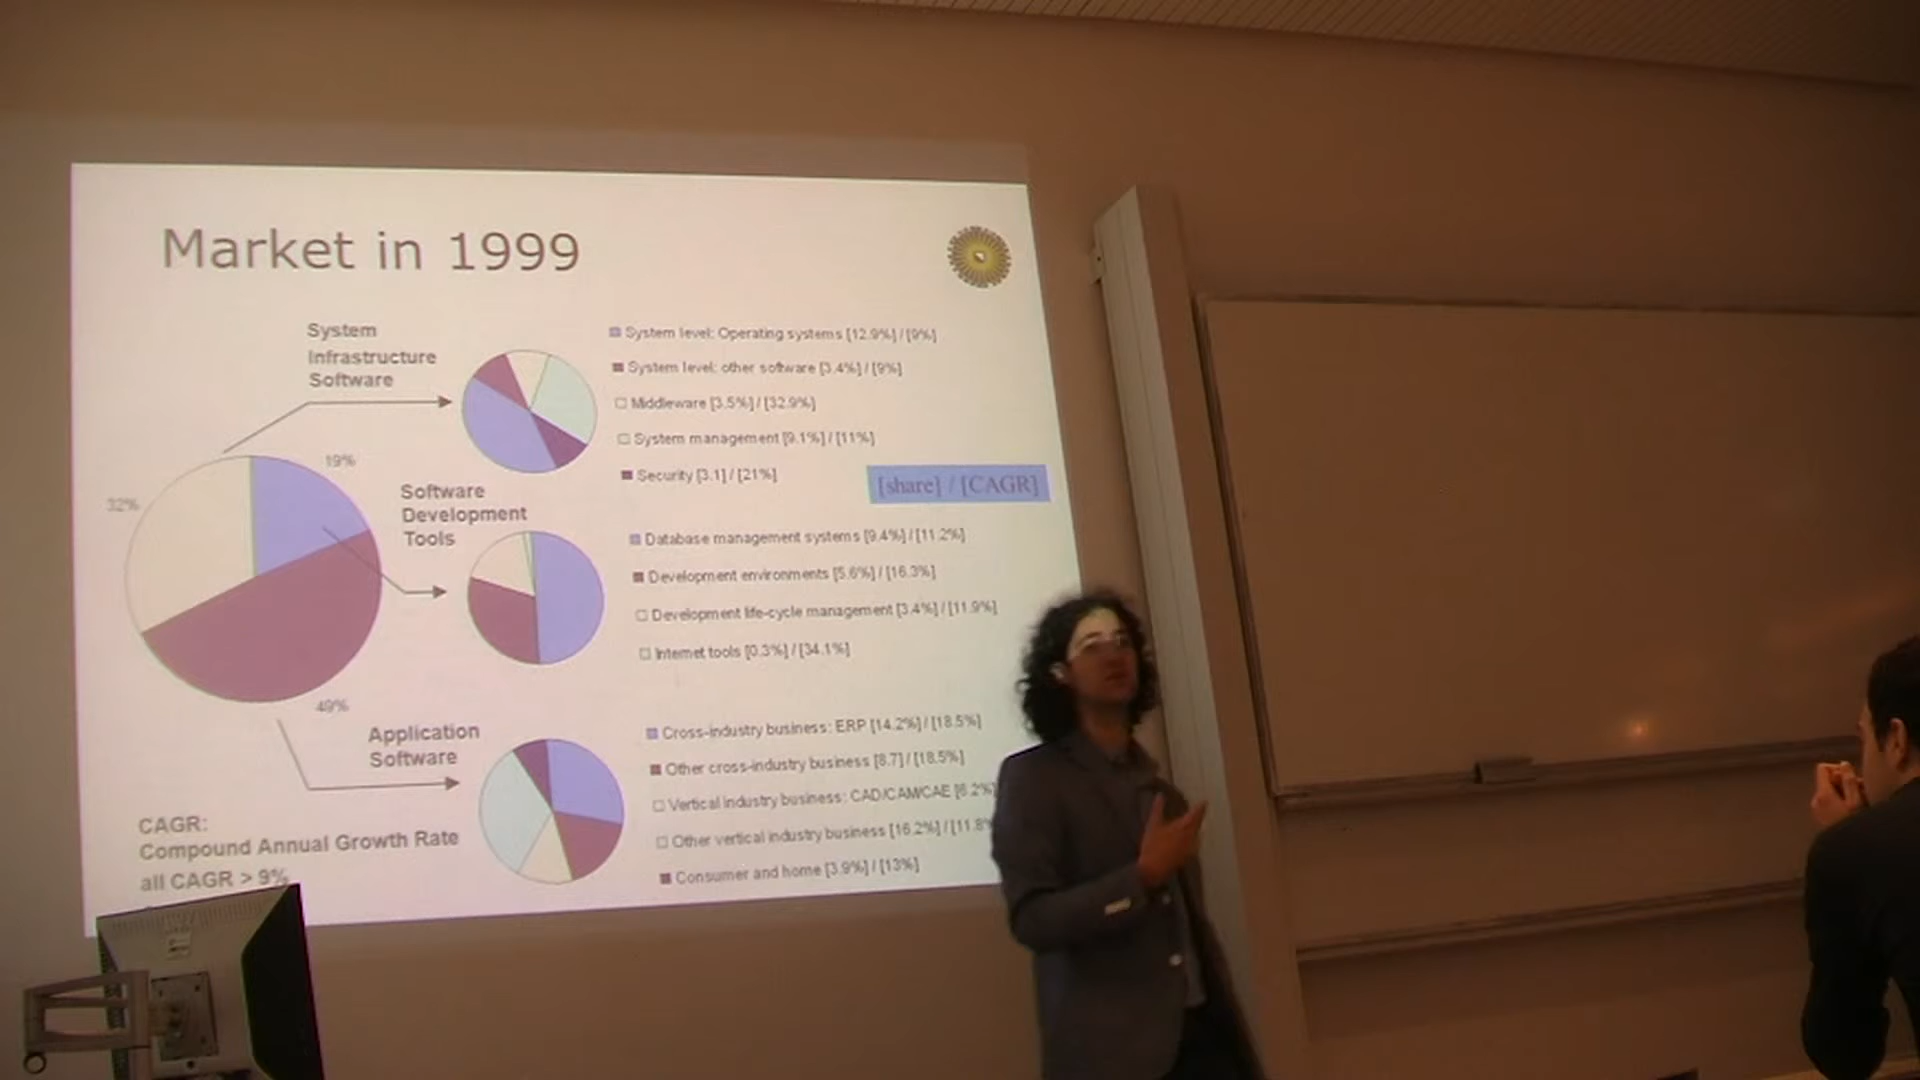 Market in 1999
System
Infrastructure
Software
System level: Operating systems [12.9%] / [9%]
System level: other software [3.4%] / [9%]
Middleware [3.5%] / [32.9%]
System management [9.1%] / [11%]
Security [3.1] / [21%]
[share] / [CAGR]
19%
32%
49%
Software
Development
Tools
Database management systems [9.4%] / [11.2%]
Development environments [5.6%] / [16.3%]
Development life-cycle management [3.4%] / [11.9%]
Internet tools [0.3%] / [34.1%]
Application
Software
Cross-industry business: ERP [14.2%] / [18.5%]
Other cross-industry business [8.7] / [18.5%]
Vertical industry business: CAD/CAM/CAE [6.2%]
Other vertical industry business [16.2%] / [11.8%
Consumer and home [3.9%] / [13%]
CAGR:
Compound Annual Growth Rate
all CAGR > 9%